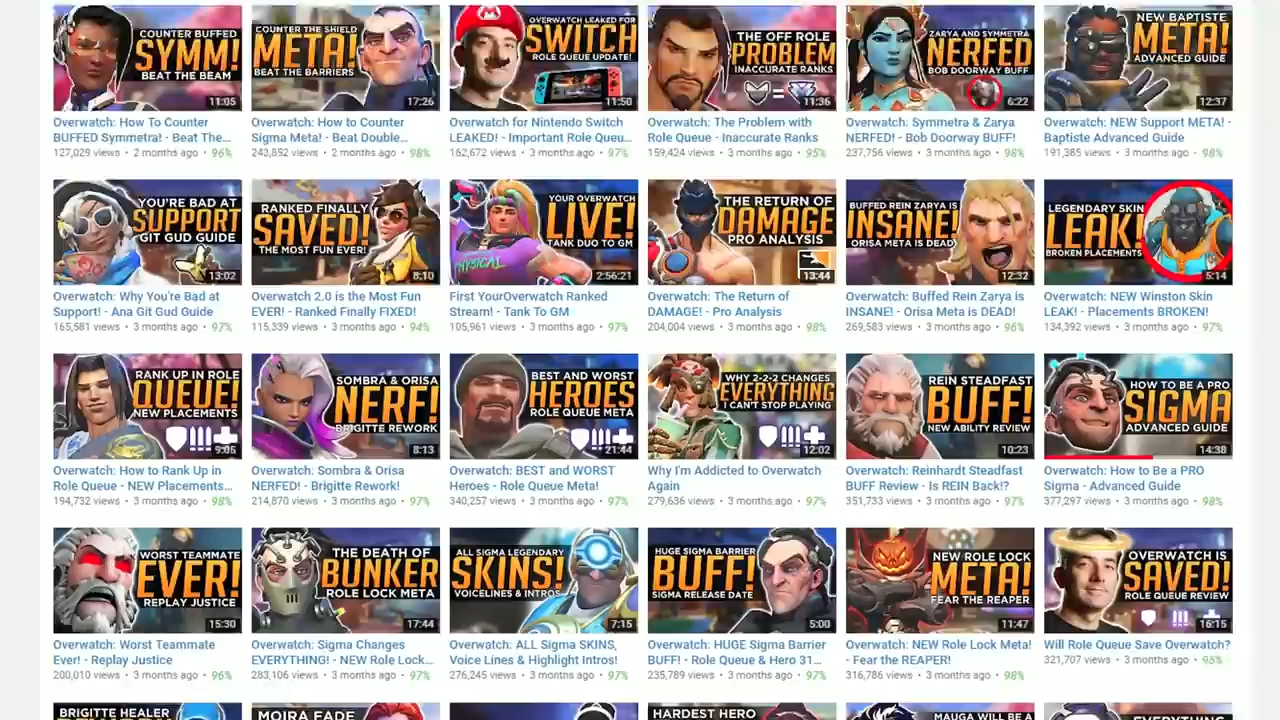 COUNTER BUFFED
SYMM!
BEAT THE BEAM
11:05
COUNTER THE SHIELD
META!
BEAT THE BARRIERS
17:26
OVERWATCH LEAKED FOR
SWITCH
ROLE QUEUE UPDATE!
11:50
THE OFF ROLE
PROBLEM
INACCURATE RANKS
11:36
ZARYA AND SYMMETRA
NERFED
BOB DOORWAY BUFF
6:22
NEW BAPTISTE
META!
ADVANCED GUIDE
12:37
Overwatch: How To Counter
BUFFED Symmetra! - Beat The...
127,029 views • 2 months ago • 96%
Overwatch: How to Counter
Sigma Meta! - Beat Double...
242,852 views • 2 months ago • 98%
Overwatch for Nintendo Switch
LEAKED! - Important Role Queu...
162,672 views • 3 months ago • 97%
Overwatch: The Problem with
Role Queue - Inaccurate Ranks
159,424 views • 3 months ago • 95%
Overwatch: Symmetra & Zarya
NERFED! - Bob Doorway BUFF!
237,756 views • 3 months ago • 98%
Overwatch: NEW Support META! -
Baptiste Advanced Guide
191,385 views • 3 months ago • 98%
YOU'RE BAD AT
SUPPORT
GIT GUD GUIDE
13:02
RANKED FINALLY
SAVED!
THE MOST FUN EVER!
8:10
YOUR OVERWATCH
LIVE!
TANK DUO TO GM
PHYSICAL
2:56:21
THE RETURN OF
DAMAGE!
PRO ANALYSIS
13:44
BUFFED REIN ZARYA IS
INSANE!
ORISA META IS DEAD!
12:32
LEGENDARY SKIN
LEAK!
BROKEN PLACEMENTS
5:14
Overwatch: Why You're Bad at
Support! - Ana Git Gud Guide
165,581 views • 3 months ago • 97%
Overwatch 2.0 is the Most Fun
EVER! - Ranked Finally FIXED!
115,339 views • 3 months ago • 94%
First YourOverwatch Ranked
Stream! - Tank To GM
105,961 views • 3 months ago • 97%
Overwatch: The Return of
DAMAGE! - Pro Analysis
204,004 views • 3 months ago • 98%
Overwatch: Buffed Rein Zarya is
INSANE! - Orisa Meta is DEAD!
269,583 views • 3 months ago • 96%
Overwatch: NEW Winston Skin
LEAK! - Placements BROKEN!
134,392 views • 3 months ago • 97%
RANK UP IN ROLE
QUEUE!
NEW PLACEMENTS
9:05
SOMBRA & ORISA
NERF!
BRIGITTE REWORK
8:13
BEST AND WORST
HEROES
ROLE QUEUE META
21:44
WHY 2-2-2 CHANGES
EVERYTHING
I CAN'T STOP PLAYING
12:02
REIN STEADFAST
BUFF!
NEW ABILITY REVIEW
10:23
HOW TO BE A PRO
SIGMA
ADVANCED GUIDE
14:38
Overwatch: How to Rank Up in
Role Queue - NEW Placements...
194,732 views • 3 months ago • 98%
Overwatch: Sombra & Orisa
NERFED! - Brigitte Rework!
214,870 views • 3 months ago • 97%
Overwatch: BEST and WORST
Heroes - Role Queue Meta!
340,257 views • 3 months ago • 97%
Why I'm Addicted to Overwatch
Again
279,636 views • 3 months ago • 97%
Overwatch: Reinhardt Steadfast
BUFF Review - Is REIN Back!?
351,733 views • 3 months ago • 97%
Overwatch: How to Be a PRO
Sigma - Advanced Guide
377,297 views • 3 months ago • 98%
WORST TEAMMATE
EVER!
REPLAY JUSTICE
15:30
THE DEATH OF
BUNKER
ROLE LOCK META
17:44
ALL SIGMA LEGENDARY
SKINS!
VOICELINES & INTROS
7:15
HUGE SIGMA BARRIER
BUFF!
SIGMA RELEASE DATE
5:00
NEW ROLE LOCK
META!
FEAR THE REAPER
11:47
OVERWATCH IS
SAVED!
ROLE QUEUE REVIEW
16:15
Overwatch: Worst Teammate
Ever! - Replay Justice
200,010 views • 3 months ago • 96%
Overwatch: Sigma Changes
EVERYTHING! - NEW Role Lock...
283,106 views • 3 months ago • 97%
Overwatch: ALL Sigma SKINS,
Voice Lines & Highlight Intros!
276,245 views • 3 months ago • 97%
Overwatch: HUGE Sigma Barrier
BUFF! - Role Queue & Hero 31...
235,789 views • 3 months ago • 97%
Overwatch: NEW Role Lock Meta!
- Fear the REAPER!
316,786 views • 3 months ago • 98%
Will Role Queue Save Overwatch?
321,707 views • 3 months ago • 95%
BRIGITTE HEALER
MOIRA FADE
HARDEST HERO
MAUGA WILL BE A
EVERYTHING